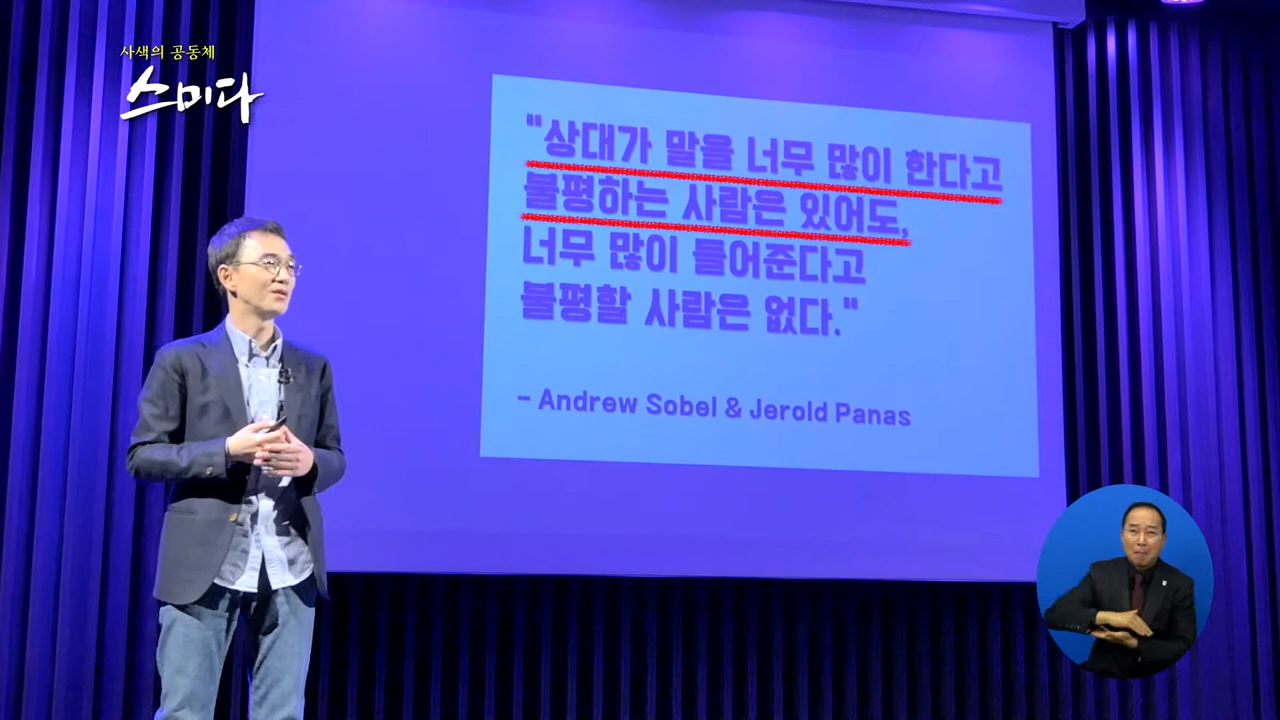 사색의 공동체
스미다
"상대가 말을 너무 많이 한다고
불평하는 사람은 있어도,
너무 많이 들어준다고
불평할 사람은 없다."
- Andrew Sobel & Jerold Panas